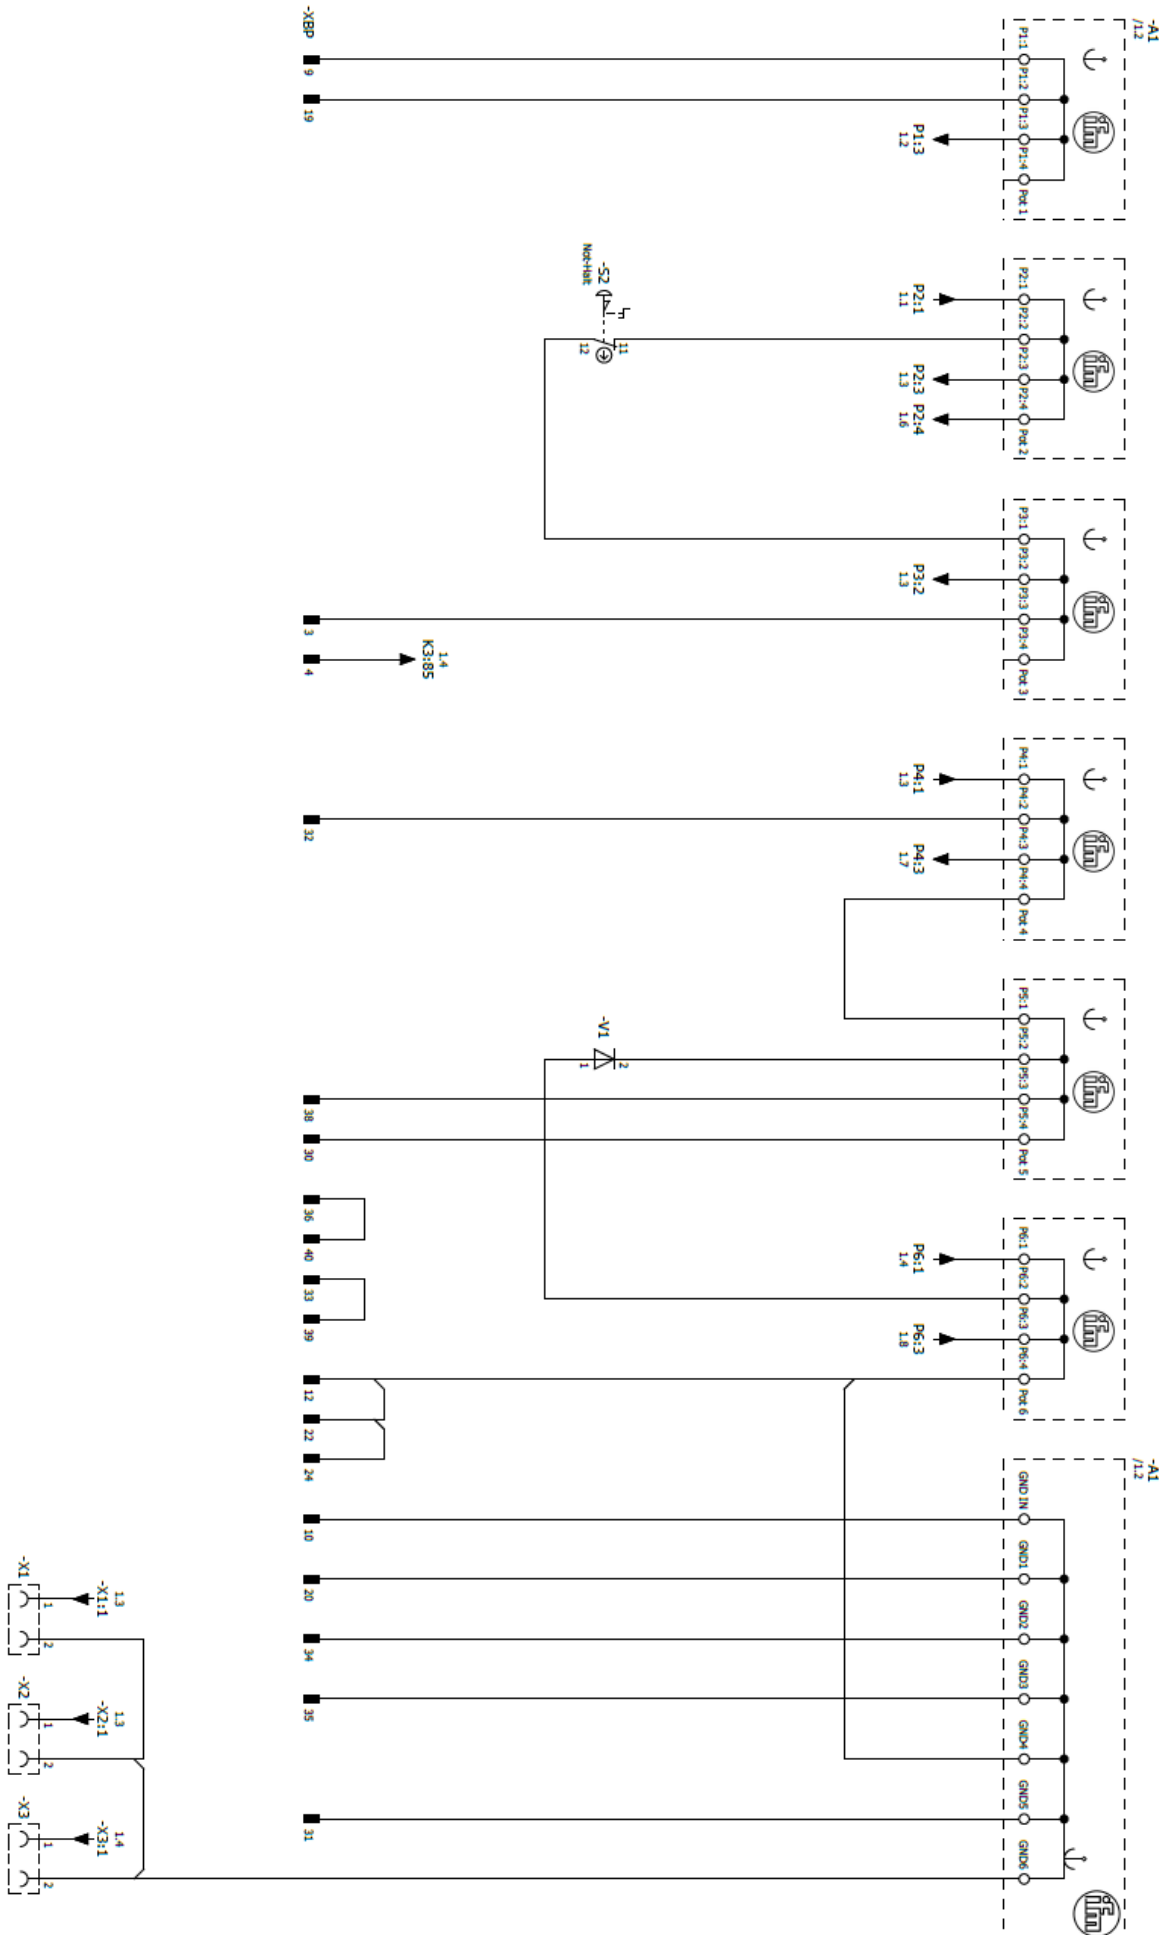 -A1
/1.2
P1:1
P1:2
P1:3
P1:4
Pot 1
ifm
P1:3
1.2
P2:1
P2:2
P2:3
P2:4
Pot 2
ifm
P2:1
1.1
P2:3
1.3
P2:4
1.6
P3:1
P3:2
P3:3
P3:4
Pot 3
ifm
P3:2
1.3
P4:1
P4:2
P4:3
P4:4
Pot 4
ifm
P4:1
1.3
P4:3
1.7
P5:1
P5:2
P5:3
P5:4
Pot 5
ifm
P6:1
P6:2
P6:3
P6:4
Pot 6
ifm
P6:1
1.4
P6:3
1.8
-A1
/1.2
GND IN
GND1
GND2
GND3
GND4
GND5
GND6
ifm
-S2
Not-Halt
11
12
-V1
2
1
1.4
K3:85
-XBP
9
19
3
4
32
38
30
36
40
33
39
12
22
24
10
20
34
35
31
1.3
-X1:1
-X1
1
2
1.3
-X2:1
-X2
1
2
1.4
-X3:1
-X3
1
2